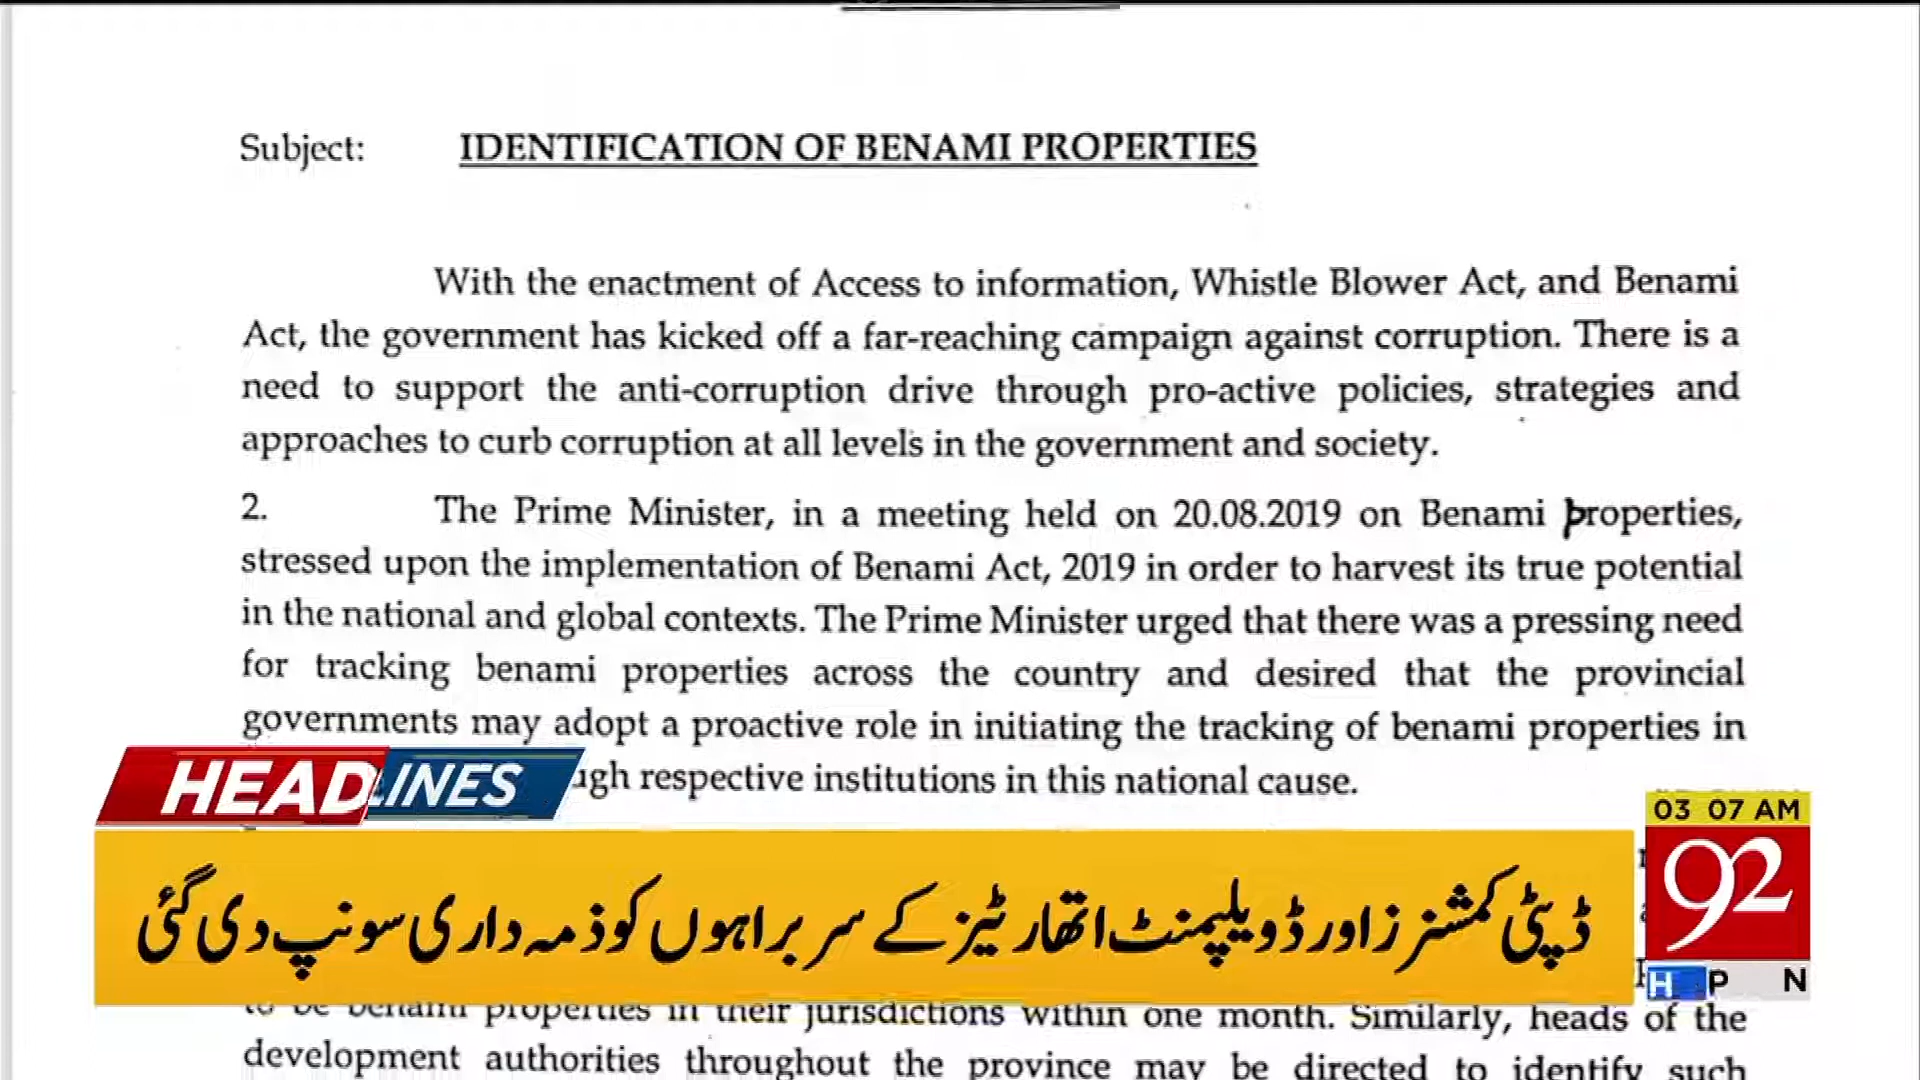 Subject: IDENTIFICATION OF BENAMI PROPERTIES
With the enactment of Access to information, Whistle Blower Act, and Benami
Act, the government has kicked off a far-reaching campaign against corruption. There is a
need to support the anti-corruption drive through pro-active policies, strategies and
approaches to curb corruption at all levels in the government and society.
2. The Prime Minister, in a meeting held on 20.08.2019 on Benami properties,
stressed upon the implementation of Benami Act, 2019 in order to harvest its true potential
in the national and global contexts. The Prime Minister urged that there was a pressing need
for tracking benami properties across the country and desired that the provincial
governments may adopt a proactive role in initiating the tracking of benami properties in
respective institutions in this national cause.
HEADLINES
03 07 AM
92
ڈپٹی کمشنرز اور ڈویلپمنٹ اتھارٹیز کے سربراہوں کو ذمہ داری سونپ دی گئی
H P N
to be benami properties in their jurisdictions within one month. Similarly, heads of the
development authorities throughout the province may be directed to identify such